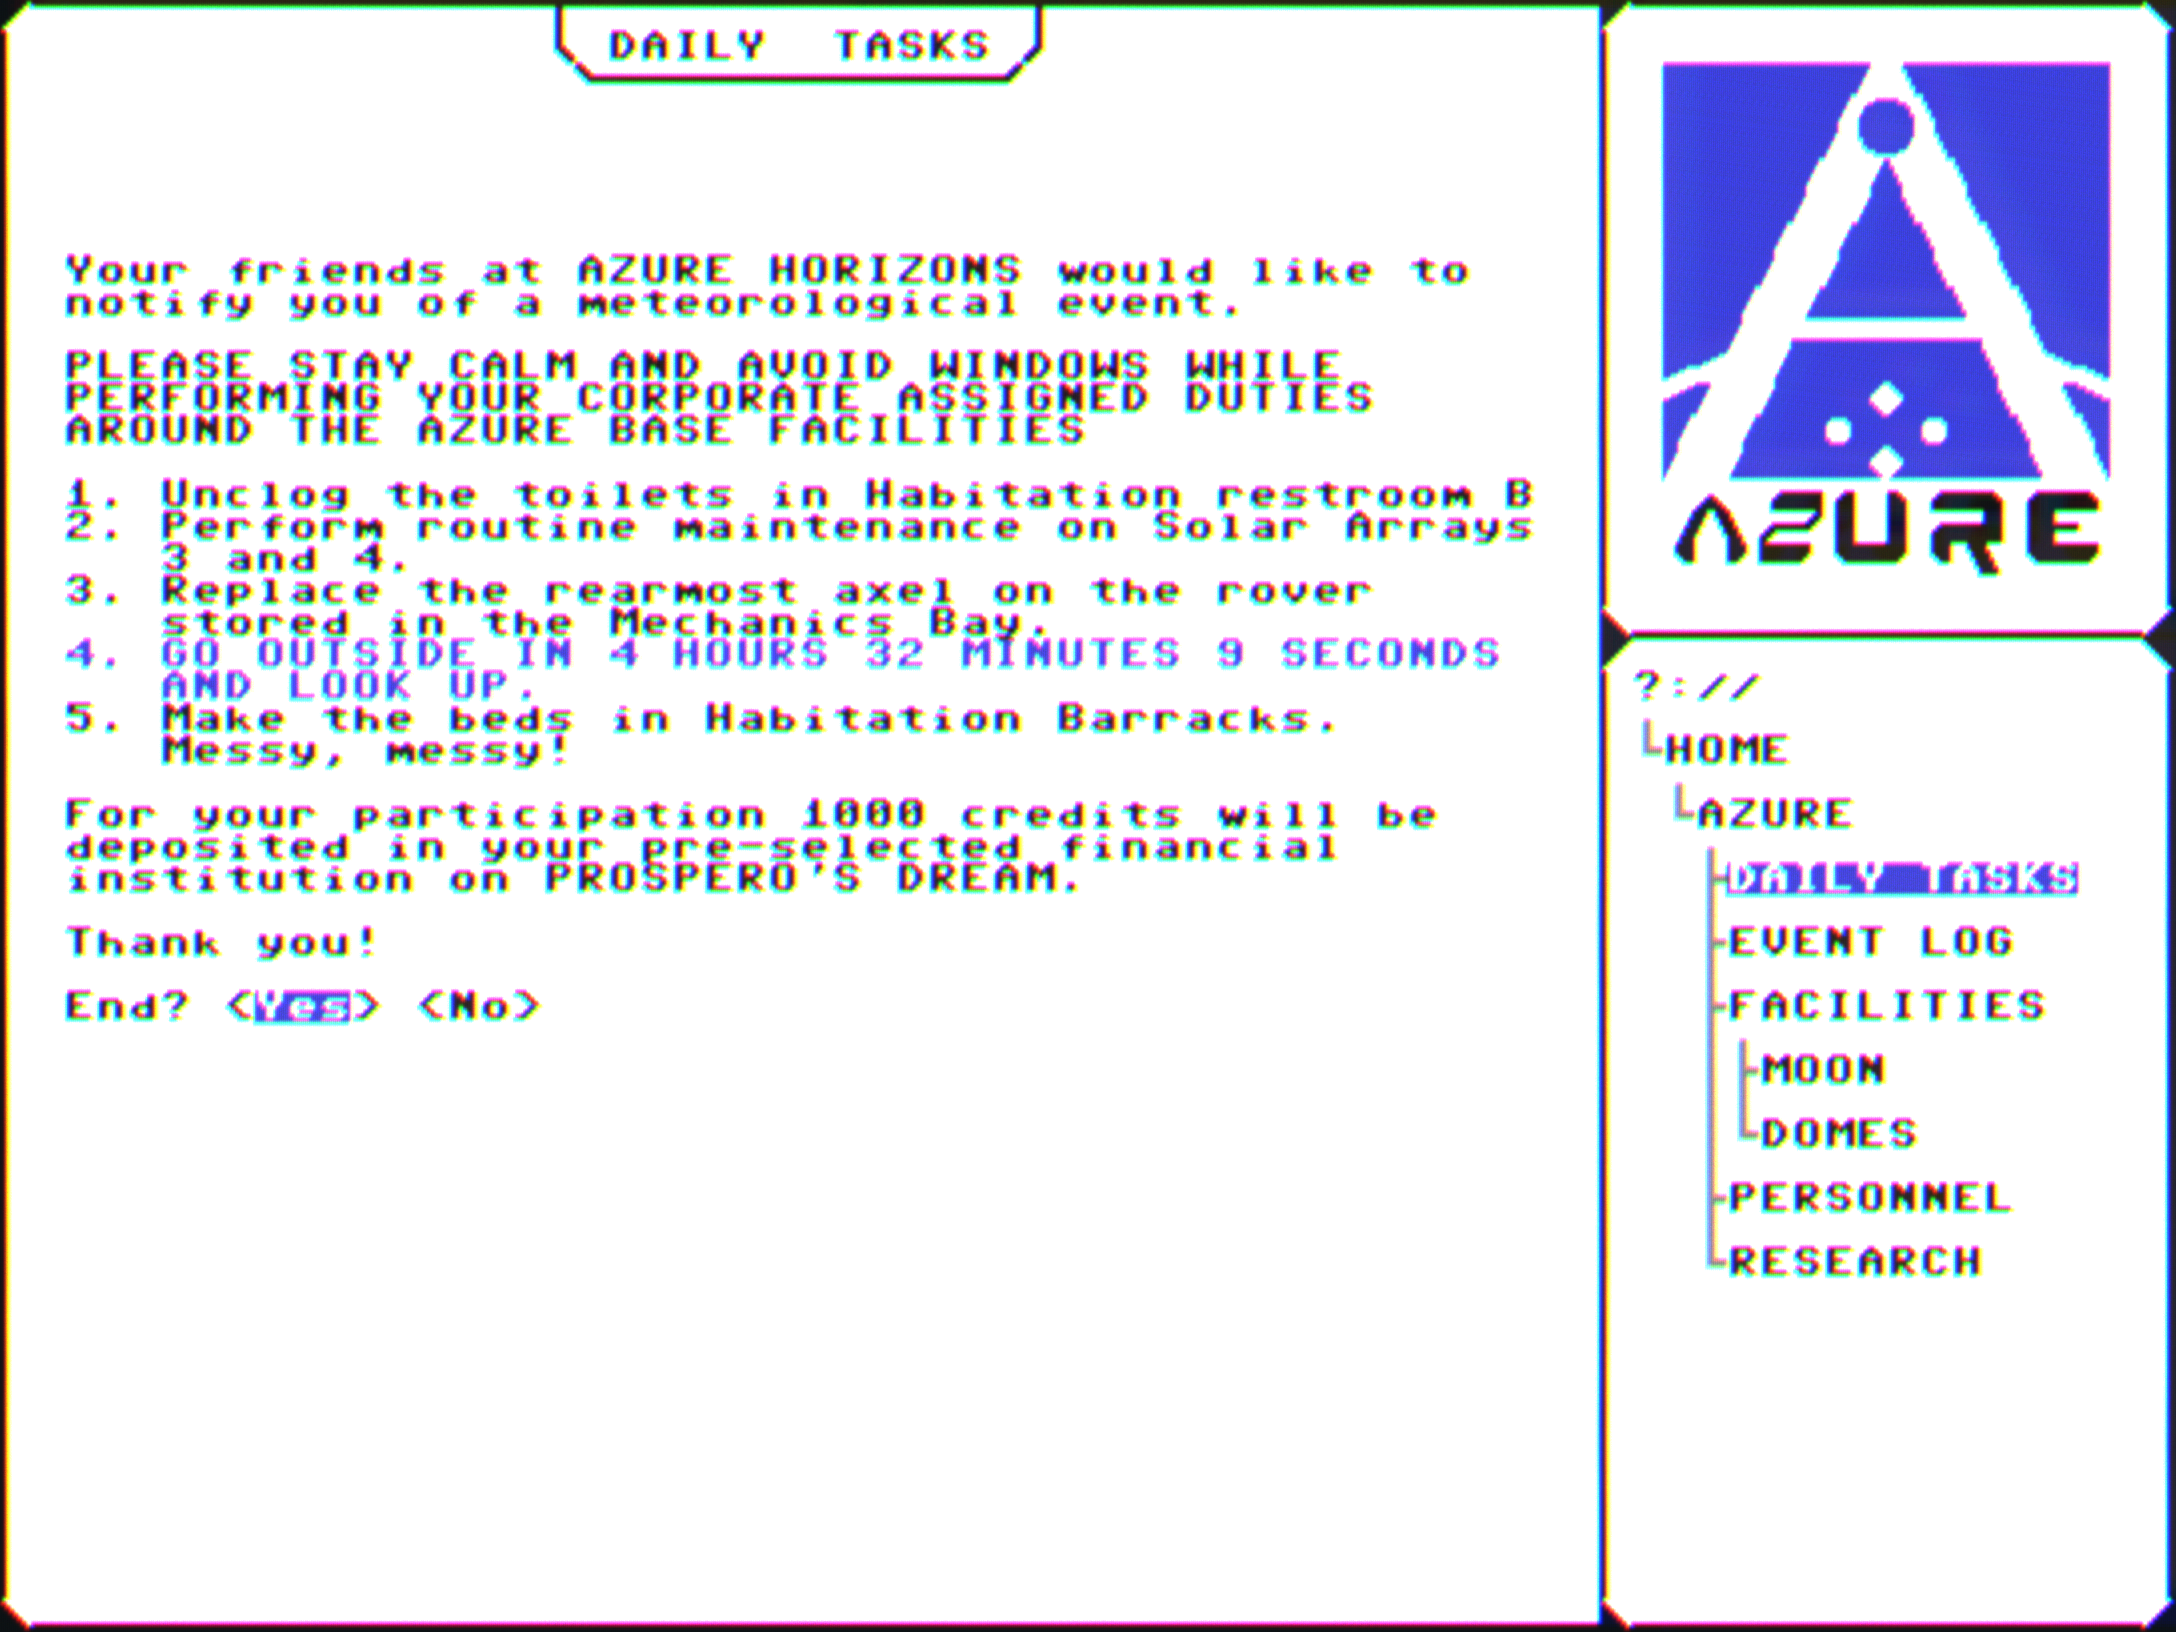 DAILY TASKS
Your friends at AZURE HORIZONS would like to
notify you of a meteorological event.
PLEASE STAY CALM AND AVOID WINDOWS WHILE
PERFORMING YOUR CORPORATE ASSIGNED DUTIES
AROUND THE AZURE BASE FACILITIES
1. Unclog the toilets in Habitation restroom B
2. Perform routine maintenance on Solar Arrays
3 and 4.
3. Replace the rearmost axel on the rover
stored in the Mechanics Bay.
4. GO OUTSIDE IN 4 HOURS 32 MINUTES 9 SECONDS
AND LOOK UP.
5. Make the beds in Habitation Barracks.
Messy, messy!
For your participation 1000 credits will be
deposited in your pre-selected financial
institution on PROSPERO'S DREAM.
Thank you!
End? <Yes> <No>
AZURE
?://
HOME
AZURE
DAILY TASKS
EVENT LOG
FACILITIES
MOON
DOMES
PERSONNEL
RESEARCH